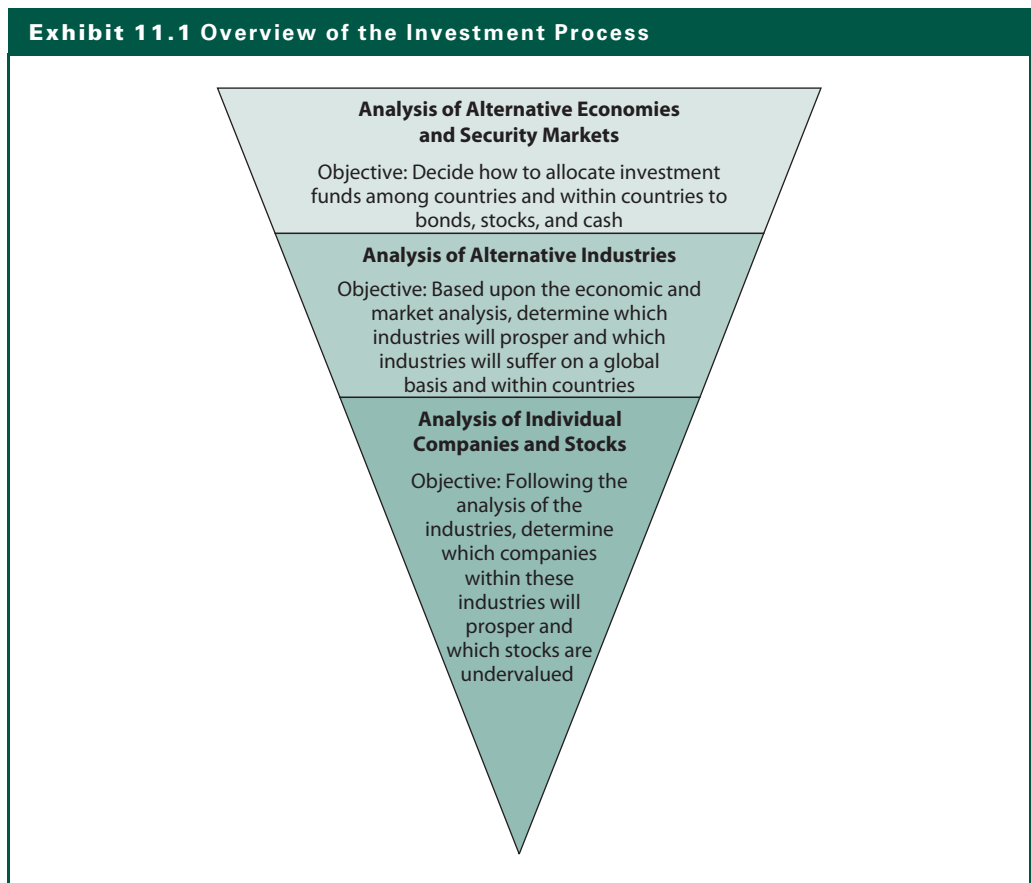 Exhibit 11.1 Overview of the Investment Process
Analysis of Alternative Economies
and Security Markets
Objective: Decide how to allocate investment
funds among countries and within countries to
bonds, stocks, and cash
Analysis of Alternative Industries
Objective: Based upon the economic and
market analysis, determine which
industries will prosper and which
industries will suffer on a global
basis and within countries
Analysis of Individual
Companies and Stocks
Objective: Following the
analysis of the
industries, determine
which companies
within these
industries will
prosper and
which stocks are
undervalued